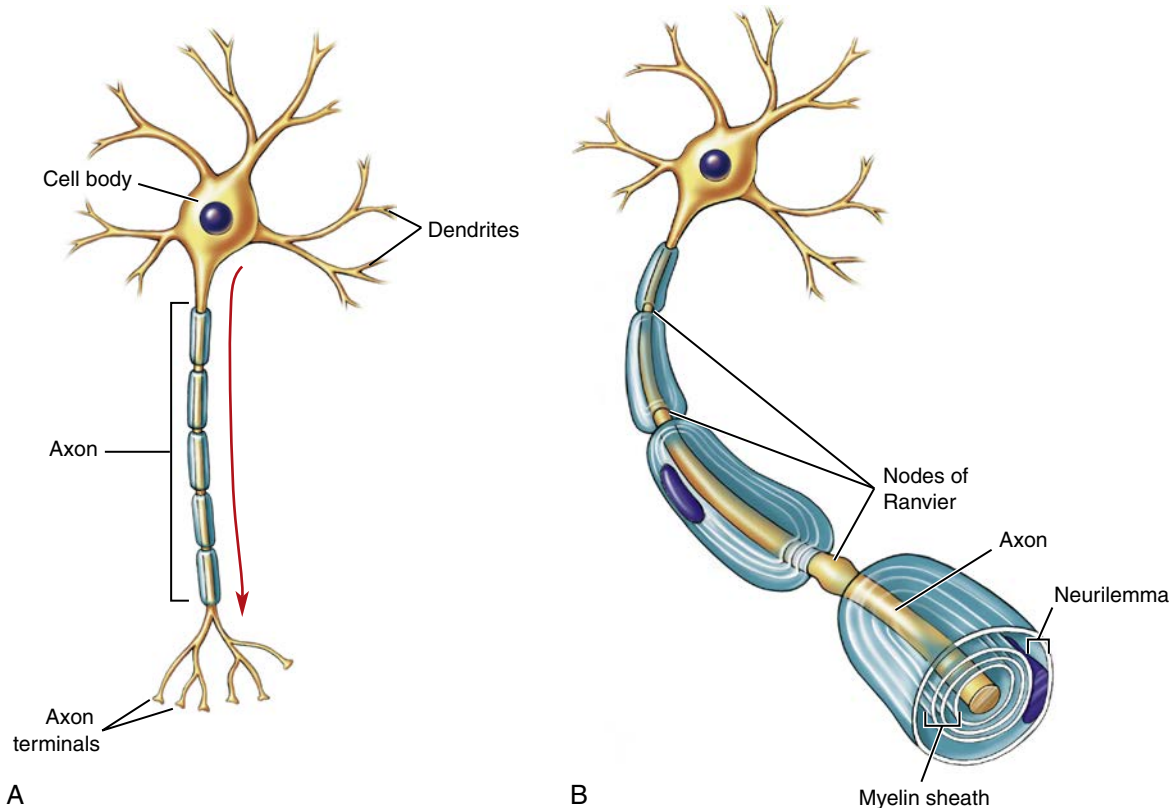 Cell body
Dendrites
Axon
Axon
terminals
A
Nodes of
Ranvier
Axon
Neurilemma
Myelin sheath
B